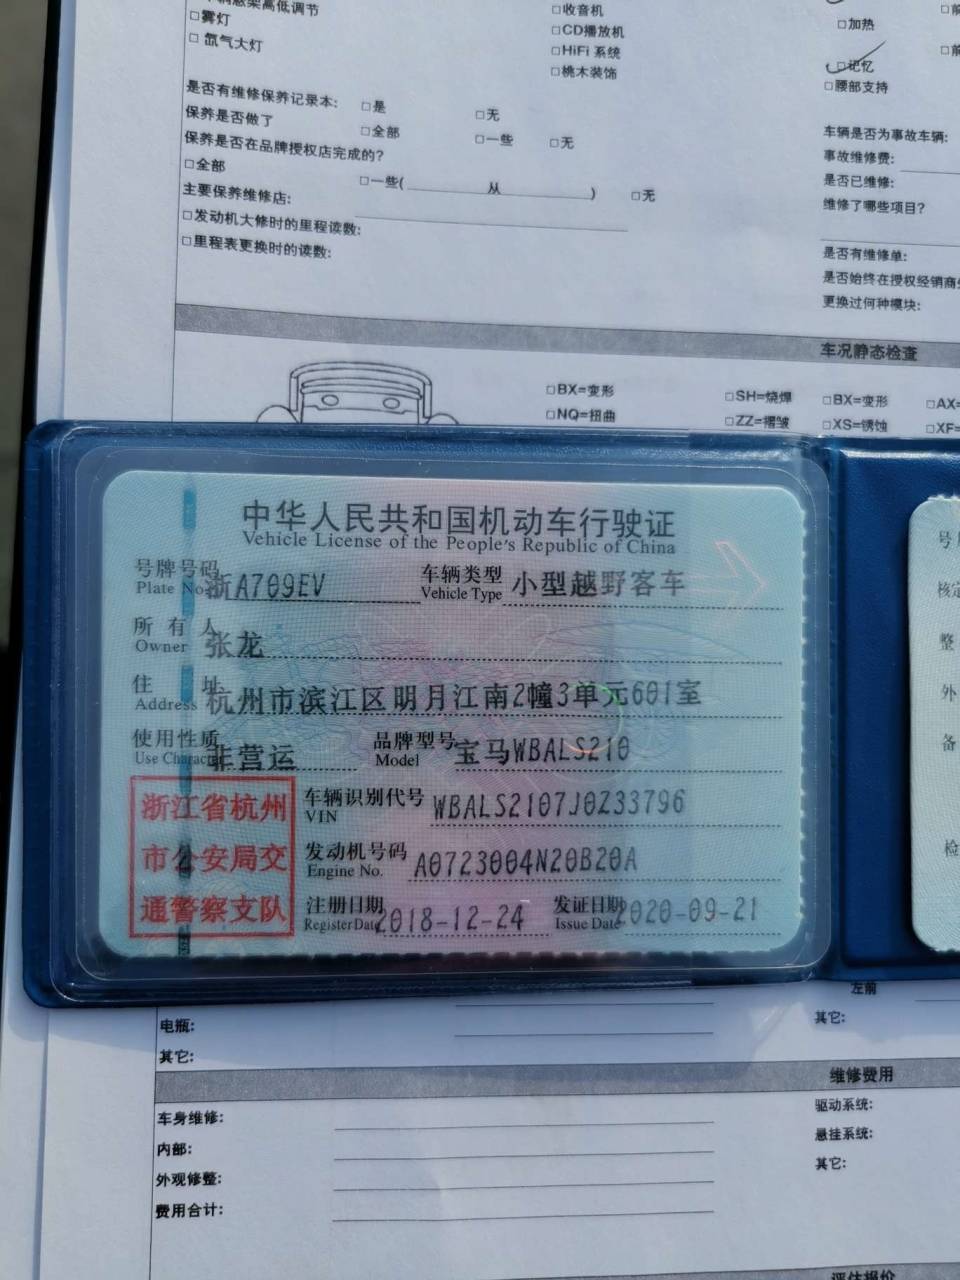 车辆悬架高低调节
□雾灯
□氙气大灯
□收音机
□CD播放机
□HiFi 系统
□桃木装饰
□加热
□记忆
□腰部支持
□前
□前
是否有维修保养记录本: □是 □无
保养是否做了 □全部 □一些 □无
保养是否在品牌授权店完成的?
□全部 □一些( 从 ) □无
主要保养维修店:
□发动机大修时的里程读数:
□里程表更换时的读数:
车辆是否为事故车辆:
事故维修费:
是否已维修:
维修了哪些项目?
是否有维修单:
是否始终在授权经销商
更换过何种模块:
车况静态检查
□BX=变形 □SH=烧焊 □BX=变形 □AX=
□NQ=扭曲 □ZZ=褶皱 □XS=锈蚀 □XF=
中华人民共和国机动车行驶证
Vehicle License of the People's Republic of China
号牌号码 浙A709EV 车辆类型 小型越野客车
Plate No. Vehicle Type
所有人 张龙
Owner
住址 杭州市滨江区明月江南2幢3单元601室
Address
使用性质 非营运 品牌型号 宝马WBALS210
Use Charac Model
浙江省杭州
市公安局交
通警察支队
车辆识别代号 WBALS2107J0Z33796
VIN
发动机号码 A0723004N20B20A
Engine No.
注册日期 2018-12-24 发证日期 2020-09-21
Register Date Issue Date
号
核定
整
外
备
检
左前
电瓶:
其它:
其它:
维修费用
车身维修:
内部:
外观修整:
费用合计:
驱动系统:
悬挂系统:
其它:
评估报价